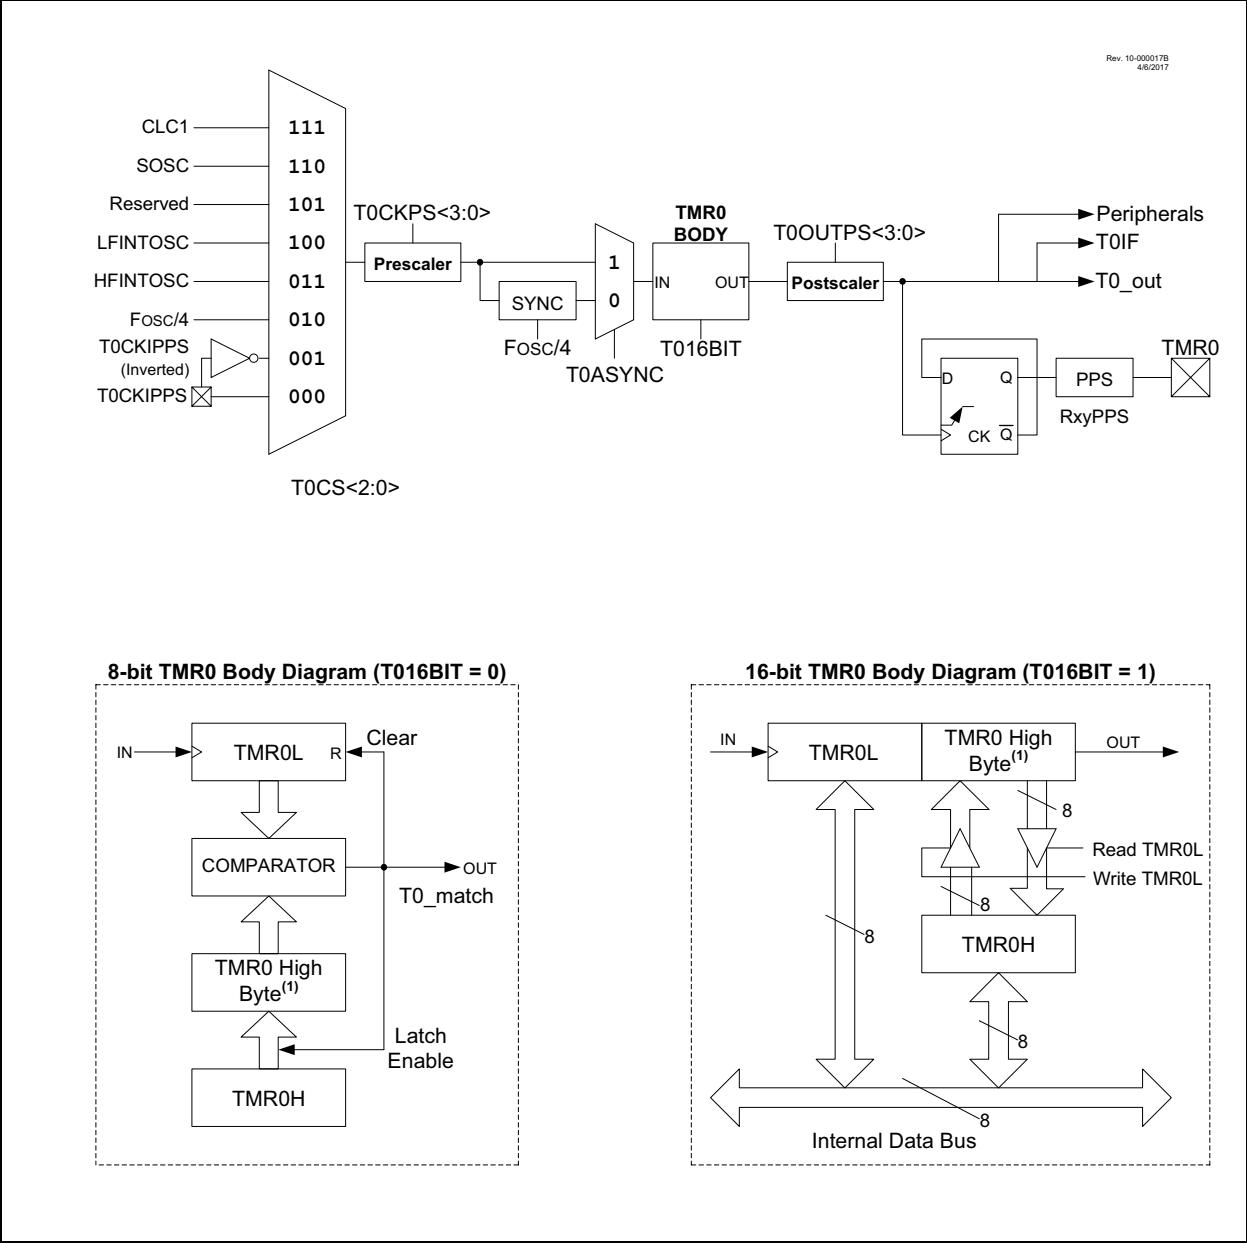 Rev. 10-000017B
4/6/2017
CLC1
111
SOSC
110
Reserved
101
LFINTOSC
100
HFINTOSC
011
FOSC/4
010
T0CKIPPS
(Inverted)
001
T0CKIPPS
000
T0CS<2:0>
T0CKPS<3:0>
Prescaler
SYNC
FOSC/4
1
0
T0ASYNC
TMR0
BODY
IN
OUT
T016BIT
T0OUTPS<3:0>
Postscaler
Peripherals
T0IF
T0_out
D
Q
CK
Q
PPS
RxyPPS
TMR0
8-bit TMR0 Body Diagram (T016BIT = 0)
IN
TMR0L
R
Clear
COMPARATOR
OUT
T0_match
TMR0 High
Byte(1)
Latch
Enable
TMR0H
16-bit TMR0 Body Diagram (T016BIT = 1)
IN
TMR0L
TMR0 High
Byte(1)
OUT
8
Read TMR0L
Write TMR0L
8
8
TMR0H
8
8
Internal Data Bus